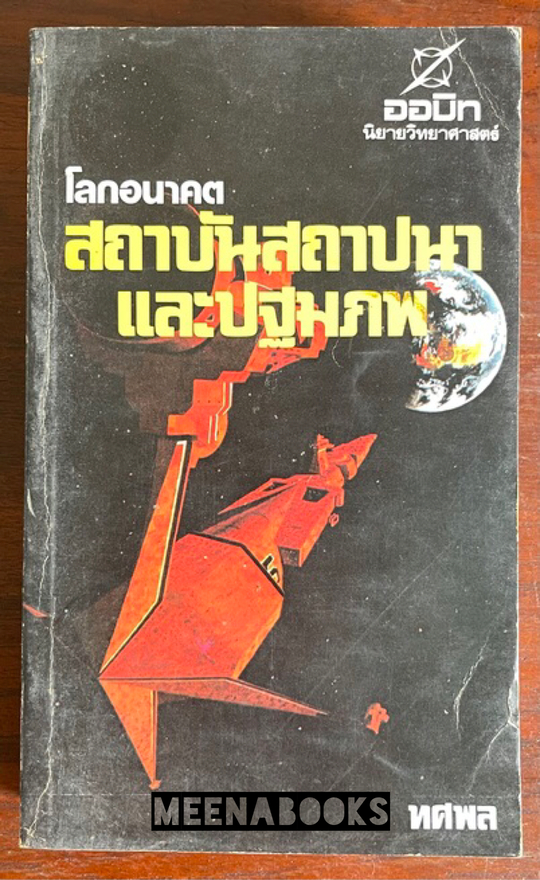 ออบิท
นิยายวิทยาศาสตร์
โลกอนาคต
สถาบันสถาปนา
และปฐมภพ
MEENABOOKS
ทศพล